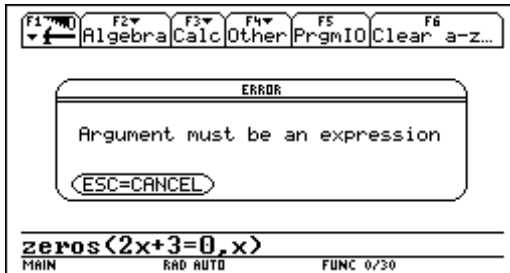 F1 F2 F3 F4 F5 F6
Algebra Calc Other PrgmIO Clear a-z…
ERROR
Argument must be an expression
ESC=CANCEL
zeros(2x+3=0,x)
MAIN RAD AUTO FUNC 0/30